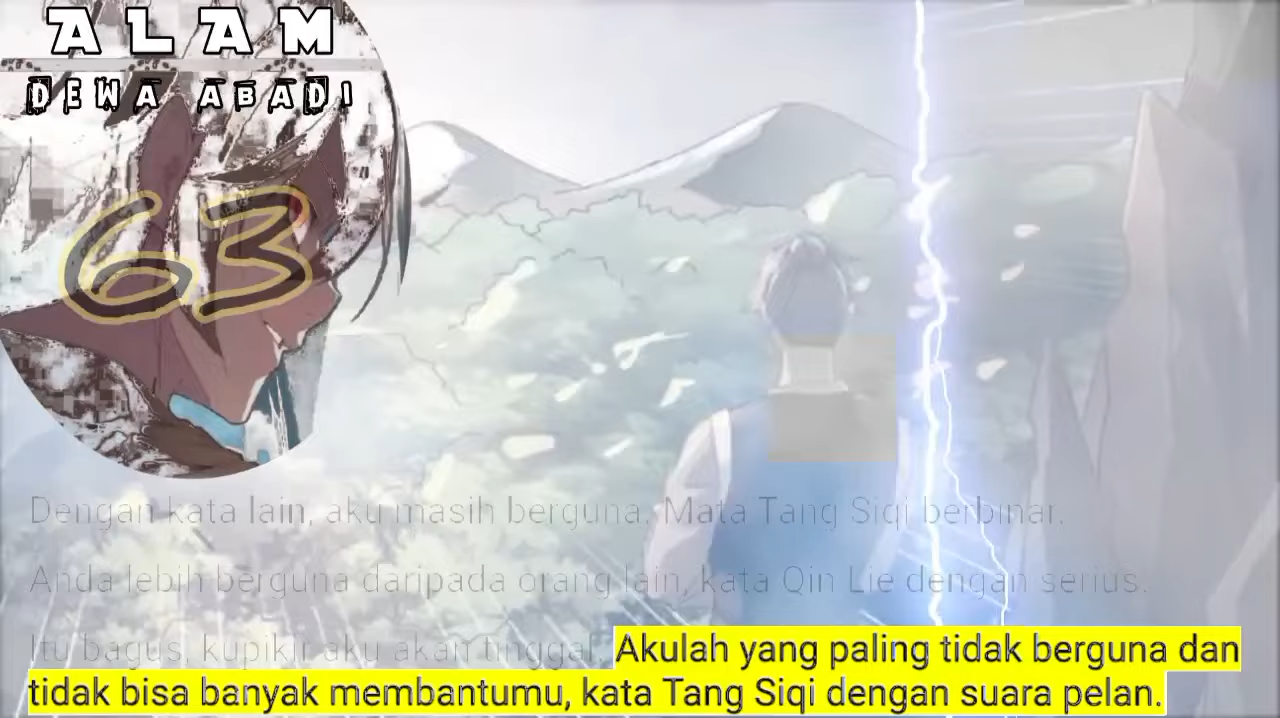 ALAM
DEWA ABADI
63
Dengan kata lain, aku masih berguna, Mata Tang Siqi berbinar.
Anda lebih berguna daripada orang lain, kata Qin Lie dengan serius.
Itu bagus, kupikir aku akan tinggal, Akulah yang paling tidak berguna dan
tidak bisa banyak membantumu, kata Tang Siqi dengan suara pelan.